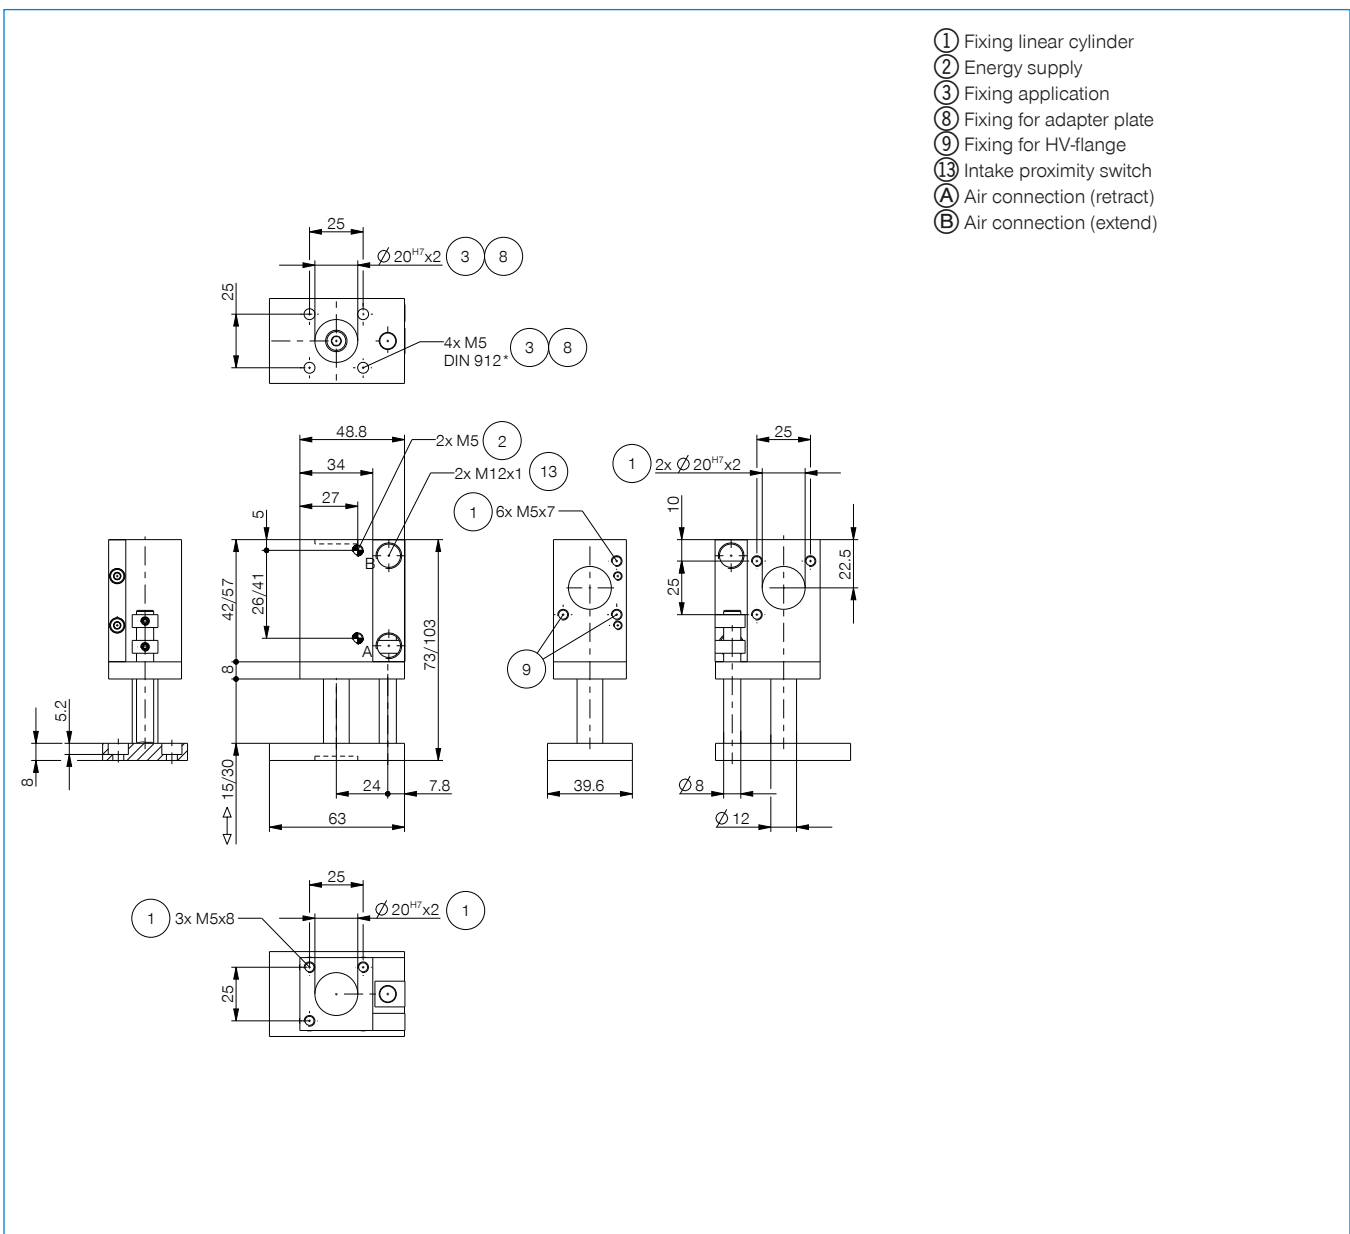 ① Fixing linear cylinder
② Energy supply
③ Fixing application
⑧ Fixing for adapter plate
⑨ Fixing for HV-flange
⑬ Intake proximity switch
Ⓐ Air connection (retract)
Ⓑ Air connection (extend)
25
Ø 20H7x2 3 8
25
4x M5 3 8
DIN 912*
48.8
2x M5 2
34
2x M12x1 13
27
1 6x M5x7
5
B
42/57
26/41
A
73/103
8
15/30
24
7.8
63
5.2
8
9
39.6
25
1 2x Ø 20H7x2
10
22.5
25
Ø 8
Ø 12
25
Ø 20H7x2 1
1 3x M5x8
25